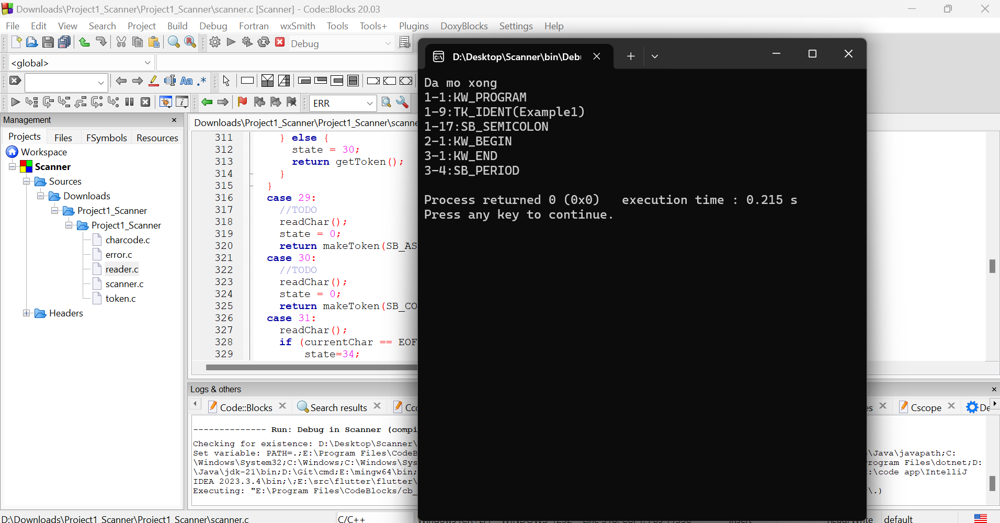 Downloads\Project1_Scanner\Project1_Scanner\scanner.c [Scanner] - Code::Blocks 20.03
File Edit View Search Project Build Debug Fortran wxSmith Tools Tools+ Plugins DoxyBlocks Settings Help
Debug
<global>
ERR
Management
Projects Files FSymbols Resources
Workspace
Scanner
Sources
Downloads
Project1_Scanner
Project1_Scanner
charcode.c
error.c
reader.c
scanner.c
token.c
Headers
Downloads\Project1_Scanner\Project1_Scanner\scanne
311 } else {
312 state = 30;
313 return getToken();
314 }
315 }
316 case 29:
317 //TODO
318 readChar();
319 state = 0;
320 return makeToken(SB_AS
321 case 30:
322 //TODO
323 readChar();
324 state = 0;
325 return makeToken(SB_CO
326 case 31:
327 readChar();
328 if (currentChar == EOF
329 state=34;
D:\Desktop\Scanner\bin\Deb
Da mo xong
1-1:KW_PROGRAM
1-9:TK_IDENT(Example1)
1-17:SB_SEMICOLON
2-1:KW_BEGIN
3-1:KW_END
3-4:SB_PERIOD
Process returned 0 (0x0) execution time : 0.215 s
Press any key to continue.
Logs & others
Code::Blocks Search results Ccc es Cscope De
-------------- Run: Debug in Scanner (compi
Checking for existence: D:\Desktop\Scanner\
Set variable: PATH=.;E:\Program Files\CodeB \Java\javapath;C:
\Windows\System32;C:\Windows;C:\Windows\Sys rogram Files\dotnet;D:
\Java\jdk-21\bin;D:\Git\cmd;E:\mingw64\bin; :\code app\IntelliJ
IDEA 2023.3.4\bin;\;E:\src\flutter\flutter\
Executing: "E:\Program Files\CodeBlocks/cb_ \.)
D:\Downloads\Project1_Scanner\Project1_Scanner\scanner.c C/C++ default